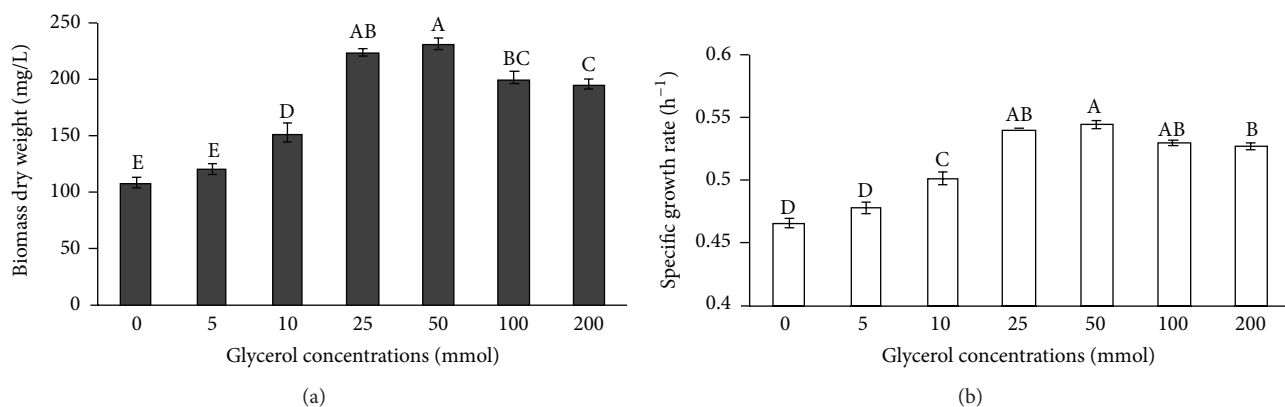 250
200
150
100
50
0
Biomass dry weight (mg/L)
E
E
D
AB
A
BC
C
0 5 10 25 50 100 200
Glycerol concentrations (mmol)
(a)
0.6
0.55
0.5
0.45
0.4
Specific growth rate (h⁻¹)
D
D
C
AB
A
AB
B
0 5 10 25 50 100 200
Glycerol concentrations (mmol)
(b)